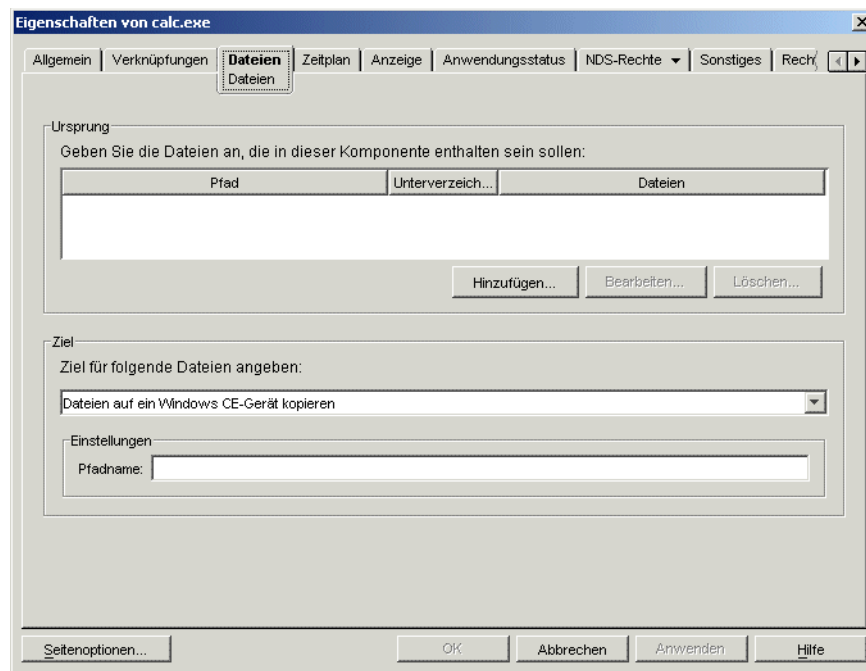 Eigenschaften von calc.exe
Allgemein Verknüpfungen Dateien Zeitplan Anzeige Anwendungsstatus NDS-Rechte Sonstiges Rech
Dateien
Ursprung
Geben Sie die Dateien an, die in dieser Komponente enthalten sein sollen:
Pfad Unterverzeich... Dateien
Hinzufügen... Bearbeiten... Löschen...
Ziel
Ziel für folgende Dateien angeben:
Dateien auf ein Windows CE-Gerät kopieren
Einstellungen
Pfadname:
Seitenoptionen... OK Abbrechen Anwenden Hilfe